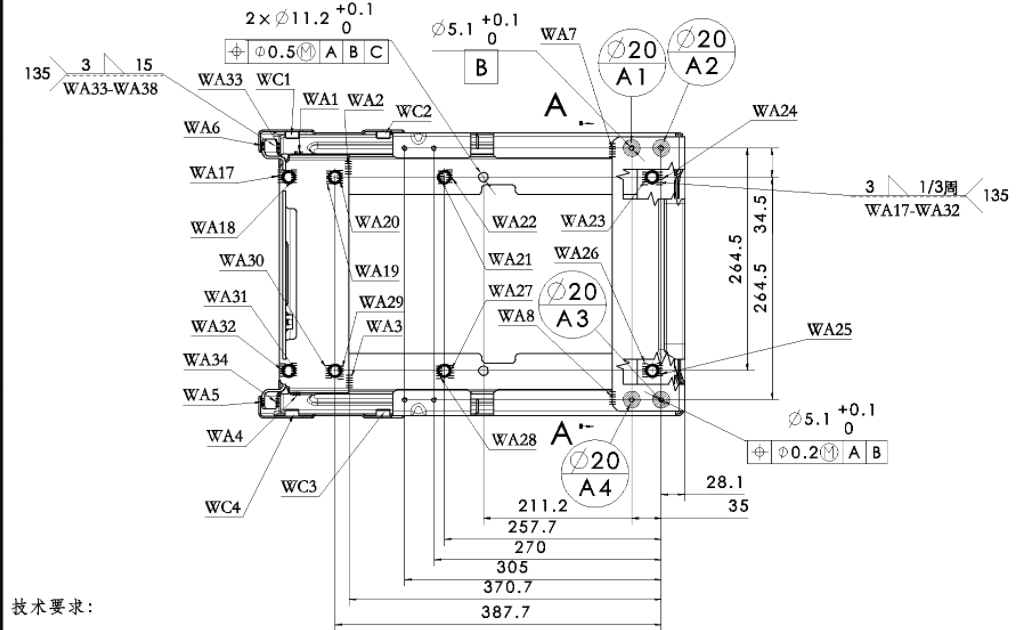 2×∅11.2 +0.1 0
⌖ ϕ0.5Ⓜ A B C
∅5.1 +0.1 0
B
WA7
∅20 A1
∅20 A2
135 3 15
WA33-WA38
WA33
WC1
WA1
WA2
WC2
A
WA24
WA6
WA17
3 1/3周 135
WA17-WA32
WA18
WA20
WA22
WA23
34.5
WA30
WA19
WA21
WA26
264.5
264.5
WA31
WA29
WA27
∅20 A3
WA32
WA3
WA8
WA25
WA34
WA5
∅5.1 +0.1 0
WA4
WA28
A
⌖ ϕ0.2Ⓜ A B
WC3
∅20 A4
28.1
WC4
211.2
35
257.7
270
305
370.7
387.7
技术要求：